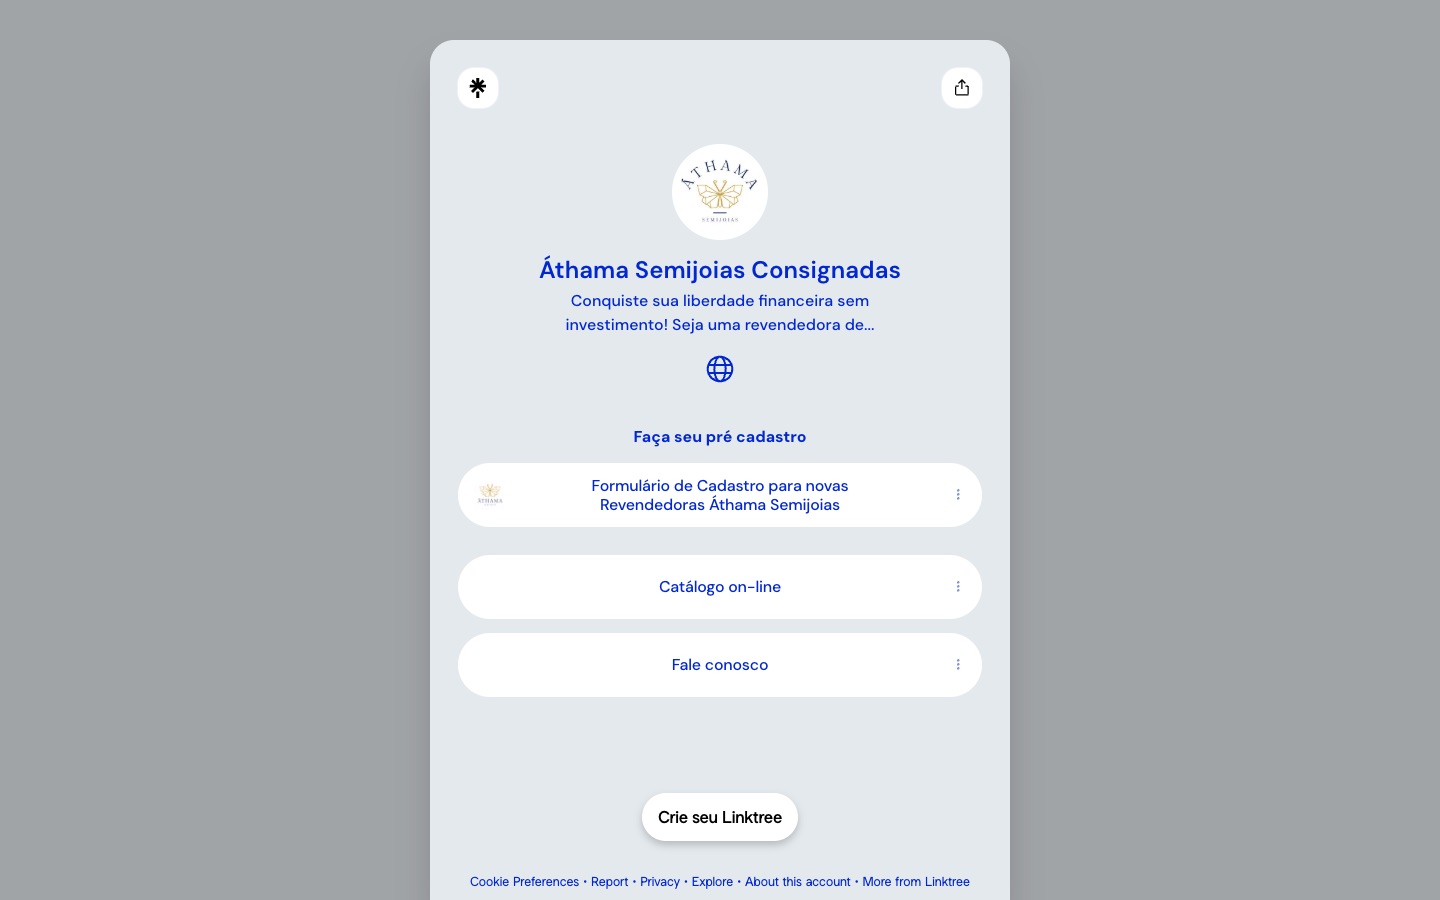 ÁTHAMA
SEMIJOIAS
Áthama Semijoias Consignadas
Conquiste sua liberdade financeira sem
investimento! Seja uma revendedora de...
Faça seu pré cadastro
ÁTHAMA
Formulário de Cadastro para novas
Revendedoras Áthama Semijoias
Catálogo on-line
Fale conosco
Crie seu Linktree
Cookie Preferences • Report • Privacy • Explore • About this account • More from Linktree